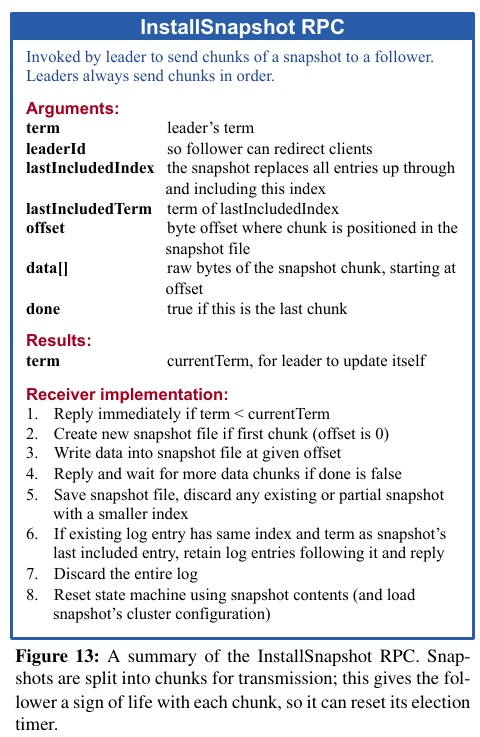 InstallSnapshot RPC
Invoked by leader to send chunks of a snapshot to a follower.
Leaders always send chunks in order.
Arguments:
term leader's term
leaderId so follower can redirect clients
lastIncludedIndex the snapshot replaces all entries up through
and including this index
lastIncludedTerm term of lastIncludedIndex
offset byte offset where chunk is positioned in the
snapshot file
data[] raw bytes of the snapshot chunk, starting at
offset
done true if this is the last chunk
Results:
term currentTerm, for leader to update itself
Receiver implementation:
1. Reply immediately if term < currentTerm
2. Create new snapshot file if first chunk (offset is 0)
3. Write data into snapshot file at given offset
4. Reply and wait for more data chunks if done is false
5. Save snapshot file, discard any existing or partial snapshot
with a smaller index
6. If existing log entry has same index and term as snapshot's
last included entry, retain log entries following it and reply
7. Discard the entire log
8. Reset state machine using snapshot contents (and load
snapshot's cluster configuration)
Figure 13: A summary of the InstallSnapshot RPC. Snap-
shots are split into chunks for transmission; this gives the fol-
lower a sign of life with each chunk, so it can reset its election
timer.